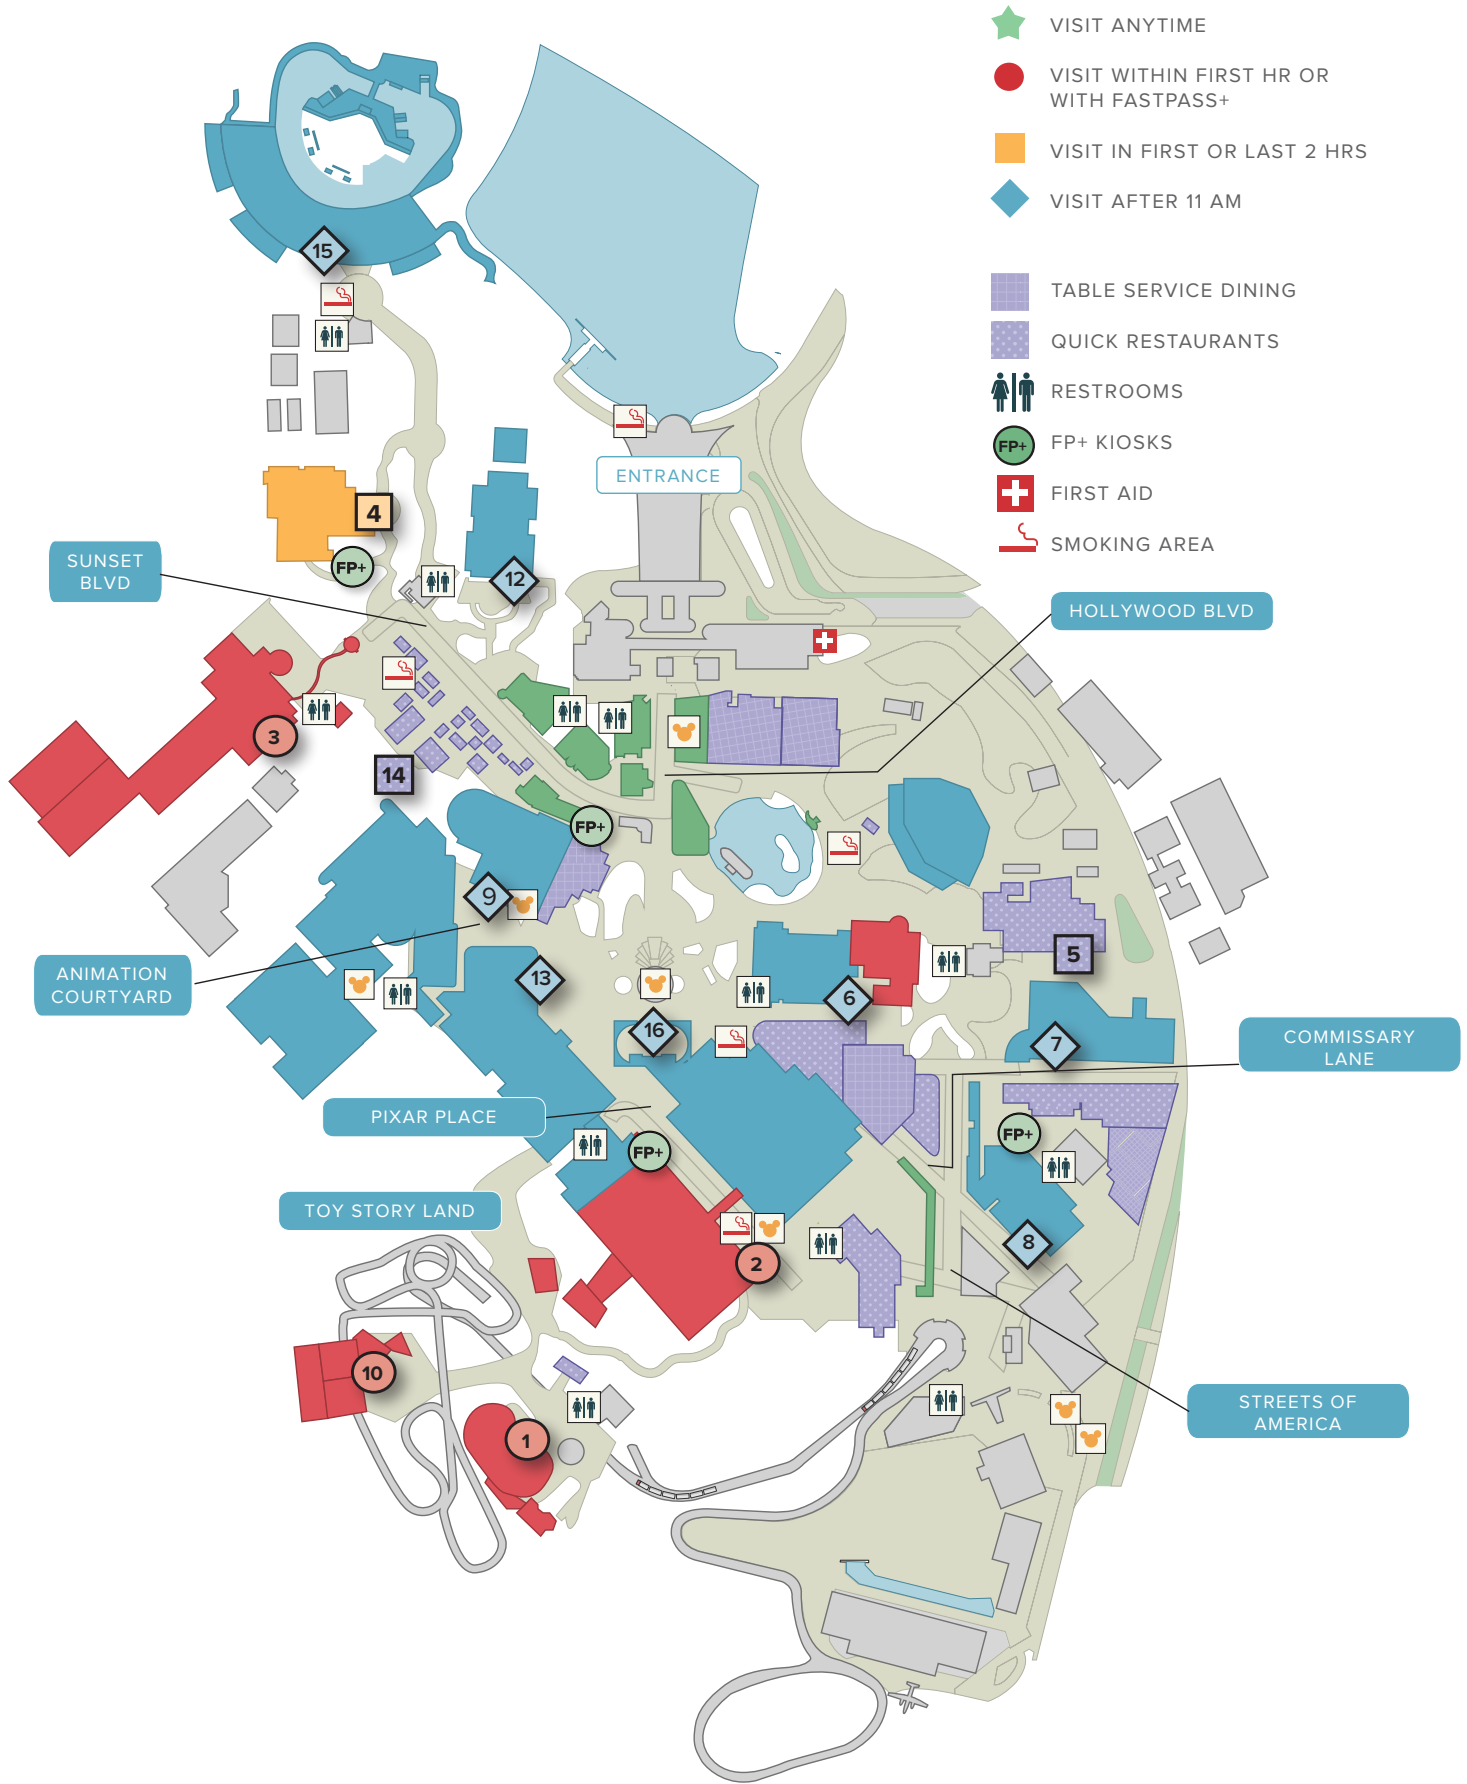 VISIT ANYTIME
VISIT WITHIN FIRST HR OR
WITH FASTPASS+
VISIT IN FIRST OR LAST 2 HRS
VISIT AFTER 11 AM
TABLE SERVICE DINING
QUICK RESTAURANTS
RESTROOMS
FP+
FP+ KIOSKS
FIRST AID
SMOKING AREA
15
ENTRANCE
4
FP+
SUNSET
BLVD
12
HOLLYWOOD BLVD
3
14
FP+
9
5
ANIMATION
COURTYARD
13
6
16
7
COMMISSARY
LANE
PIXAR PLACE
FP+
FP+
TOY STORY LAND
8
2
10
STREETS OF
AMERICA
1